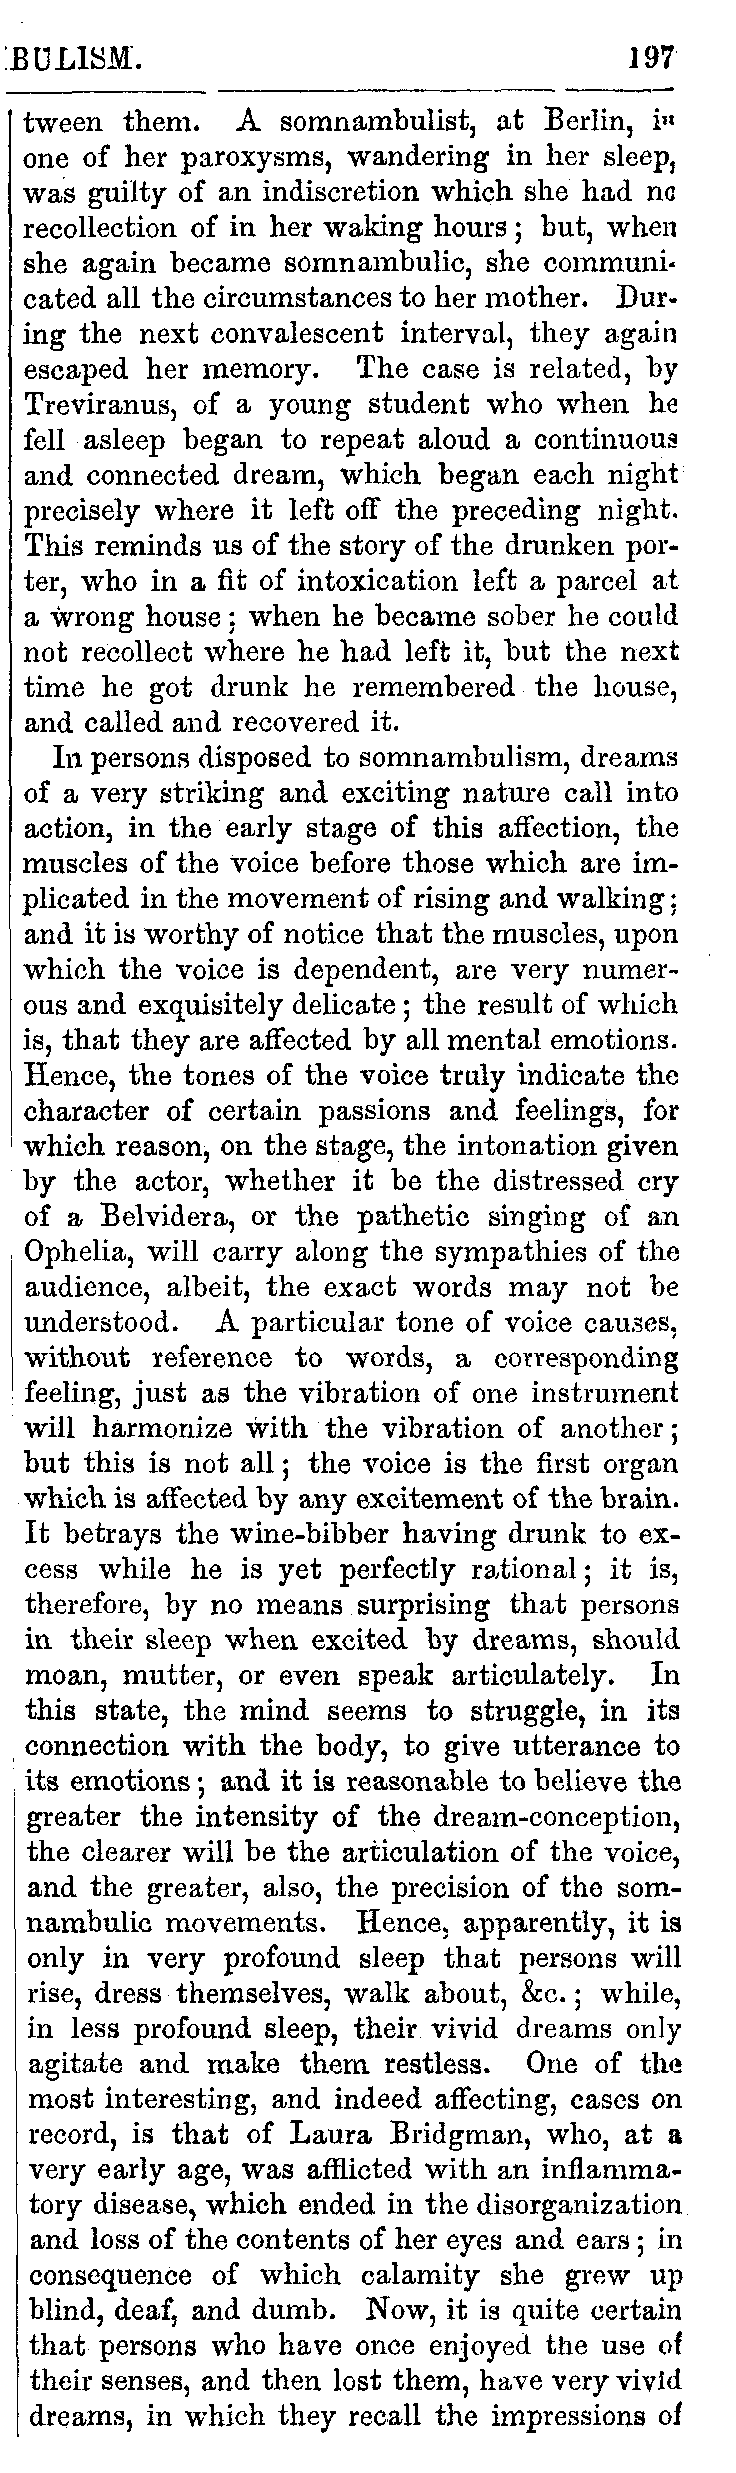 BULISM. 197
tween them. A somnambulist, at Berlin, in
one of her paroxysms, wandering in her sleep,
was guilty of an indiscretion which she had no
recollection of in her waking hours; but, when
she again became somnambulic, she communi-
cated all the circumstances to her mother. Dur-
ing the next convalescent interval, they again
escaped her memory. The case is related, by
Treviranus, of a young student who when he
fell asleep began to repeat aloud a continuous
and connected dream, which began each night
precisely where it left off the preceding night.
This reminds us of the story of the drunken por-
ter, who in a fit of intoxication left a parcel at
a wrong house; when he became sober he could
not recollect where he had left it, but the next
time he got drunk he remembered the house,
and called and recovered it.
In persons disposed to somnambulism, dreams
of a very striking and exciting nature call into
action, in the early stage of this affection, the
muscles of the voice before those which are im-
plicated in the movement of rising and walking;
and it is worthy of notice that the muscles, upon
which the voice is dependent, are very numer-
ous and exquisitely delicate; the result of which
is, that they are affected by all mental emotions.
Hence, the tones of the voice truly indicate the
character of certain passions and feelings, for
which reason, on the stage, the intonation given
by the actor, whether it be the distressed cry
of a Belvidera, or the pathetic singing of an
Ophelia, will carry along the sympathies of the
audience, albeit, the exact words may not be
understood. A particular tone of voice causes,
without reference to words, a corresponding
feeling, just as the vibration of one instrument
will harmonize with the vibration of another;
but this is not all; the voice is the first organ
which is affected by any excitement of the brain.
It betrays the wine-bibber having drunk to ex-
cess while he is yet perfectly rational; it is,
therefore, by no means surprising that persons
in their sleep when excited by dreams, should
moan, mutter, or even speak articulately. In
this state, the mind seems to struggle, in its
connection with the body, to give utterance to
its emotions; and it is reasonable to believe the
greater the intensity of the dream-conception,
the clearer will be the articulation of the voice,
and the greater, also, the precision of the som-
nambulic movements. Hence, apparently, it is
only in very profound sleep that persons will
rise, dress themselves, walk about, &c.; while,
in less profound sleep, their vivid dreams only
agitate and make them restless. One of the
most interesting, and indeed affecting, cases on
record, is that of Laura Bridgman, who, at a
very early age, was afflicted with an inflamma-
tory disease, which ended in the disorganization
and loss of the contents of her eyes and ears; in
consequence of which calamity she grew up
blind, deaf, and dumb. Now, it is quite certain
that persons who have once enjoyed the use of
their senses, and then lost them, have very vivid
dreams, in which they recall the impressions of